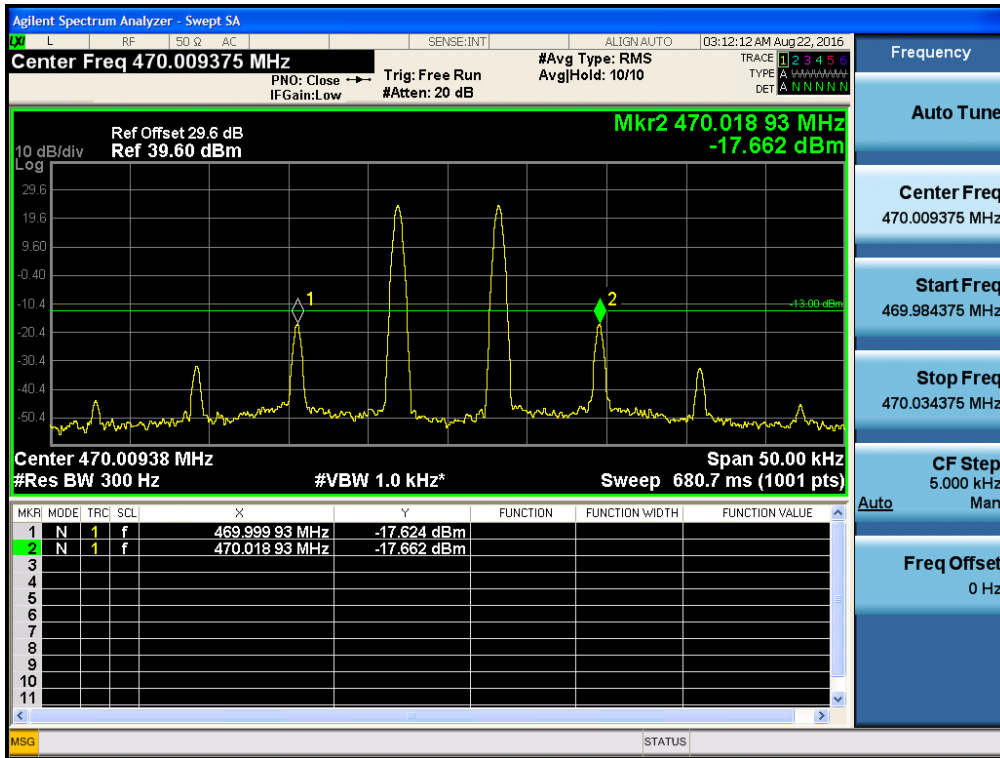 Agilent Spectrum Analyzer - Swept SA
LXI L RF 50 Ω AC SENSE:INT ALIGN AUTO 03:12:12 AM Aug 22, 2016
Center Freq 470.009375 MHz
PNO: Close
IFGain:Low
Trig: Free Run
#Atten: 20 dB
#Avg Type: RMS
Avg|Hold: 10/10
TRACE 1 2 3 4 5 6
TYPE A WWWWWW
DET A N N N N N
Mkr2 470.018 93 MHz
-17.662 dBm
Ref Offset 29.6 dB
10 dB/div Ref 39.60 dBm
Log
29.6
19.6
9.60
-0.40
-10.4
-20.4
-30.4
-40.4
-50.4
1
2
-13.00 dBm
Center 470.00938 MHz Span 50.00 kHz
#Res BW 300 Hz #VBW 1.0 kHz* Sweep 680.7 ms (1001 pts)
MKR MODE TRC SCL X Y FUNCTION FUNCTION WIDTH FUNCTION VALUE
1 N 1 f 469.999 93 MHz -17.624 dBm
2 N 1 f 470.018 93 MHz -17.662 dBm
3
4
5
6
7
8
9
10
11
MSG STATUS
Frequency
Auto Tune
Center Freq
470.009375 MHz
Start Freq
469.984375 MHz
Stop Freq
470.034375 MHz
CF Step
5.000 kHz
Auto Man
Freq Offset
0 Hz